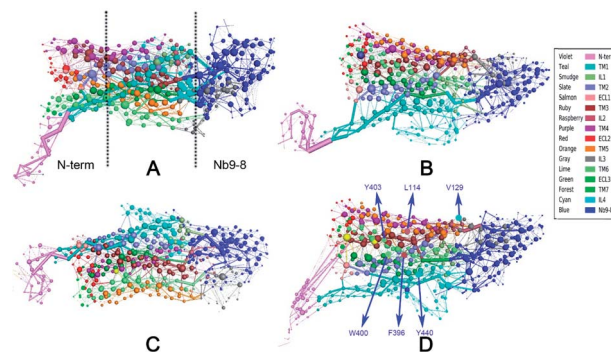 A
N-term
Nb9-8
B
C
Y403
L114
V129
W400
F396
Y440
D
Violet N-ter
Teal TM1
Smudge IL1
Slate TM2
Salmon ECL1
Ruby TM3
Raspberry IL2
Purple TM4
Red ECL2
Orange TM5
Gray IL3
Lime TM6
Green ECL3
Forest TM7
Cyan IL4
Blue Nb9-8